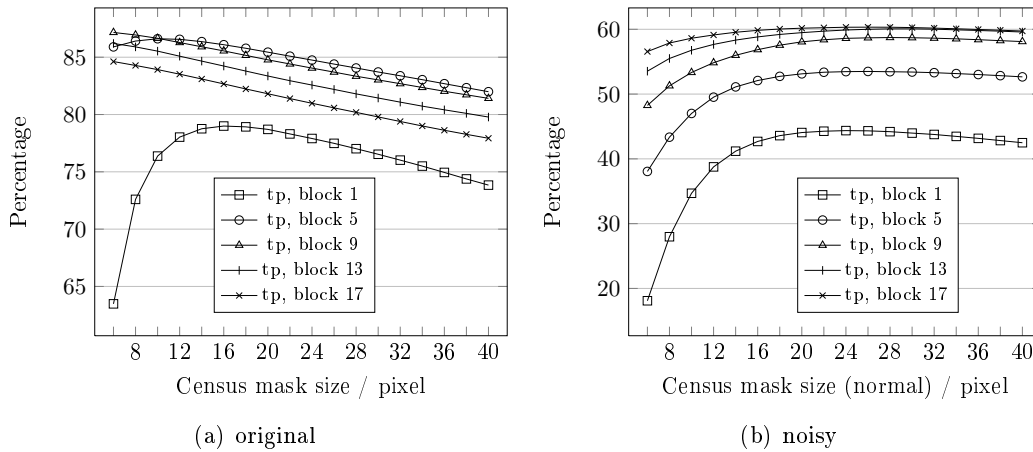 85
80
75
70
65
Percentage
tp, block 1
tp, block 5
tp, block 9
tp, block 13
tp, block 17
8 12 16 20 24 28 32 36 40
Census mask size / pixel
(a) original
60
50
40
30
20
Percentage
tp, block 1
tp, block 5
tp, block 9
tp, block 13
tp, block 17
8 12 16 20 24 28 32 36 40
Census mask size (normal) / pixel
(b) noisy